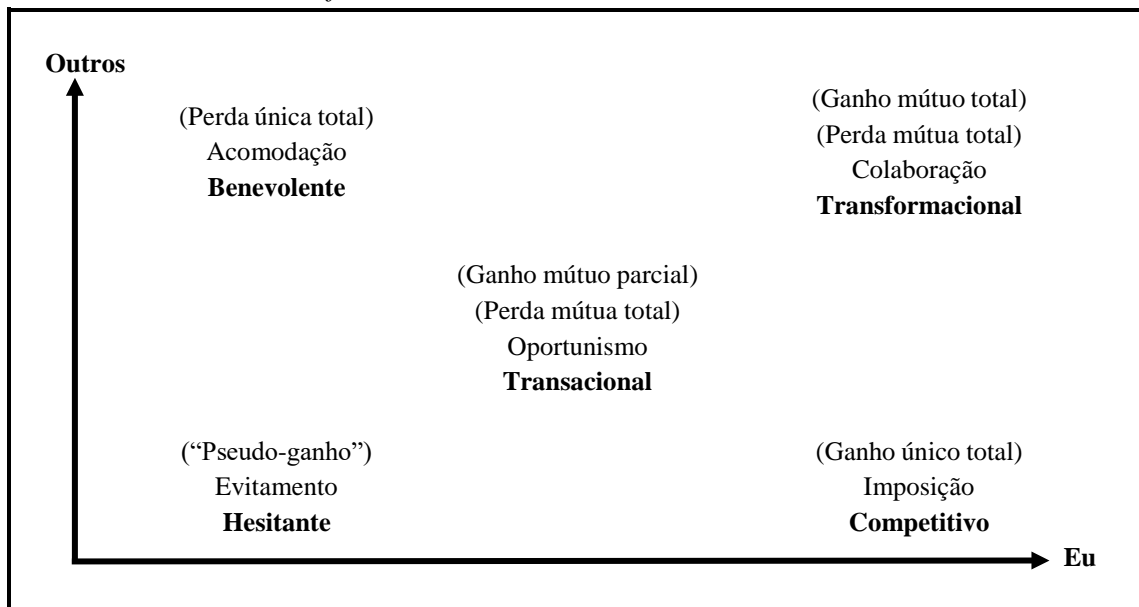 Outros
(Perda única total)
Acomodação
Benevolente
(Ganho mútuo total)
(Perda mútua total)
Colaboração
Transformacional
(Ganho mútuo parcial)
(Perda mútua total)
Oportunismo
Transacional
(“Pseudo-ganho”)
Evitamento
Hesitante
(Ganho único total)
Imposição
Competitivo
Eu